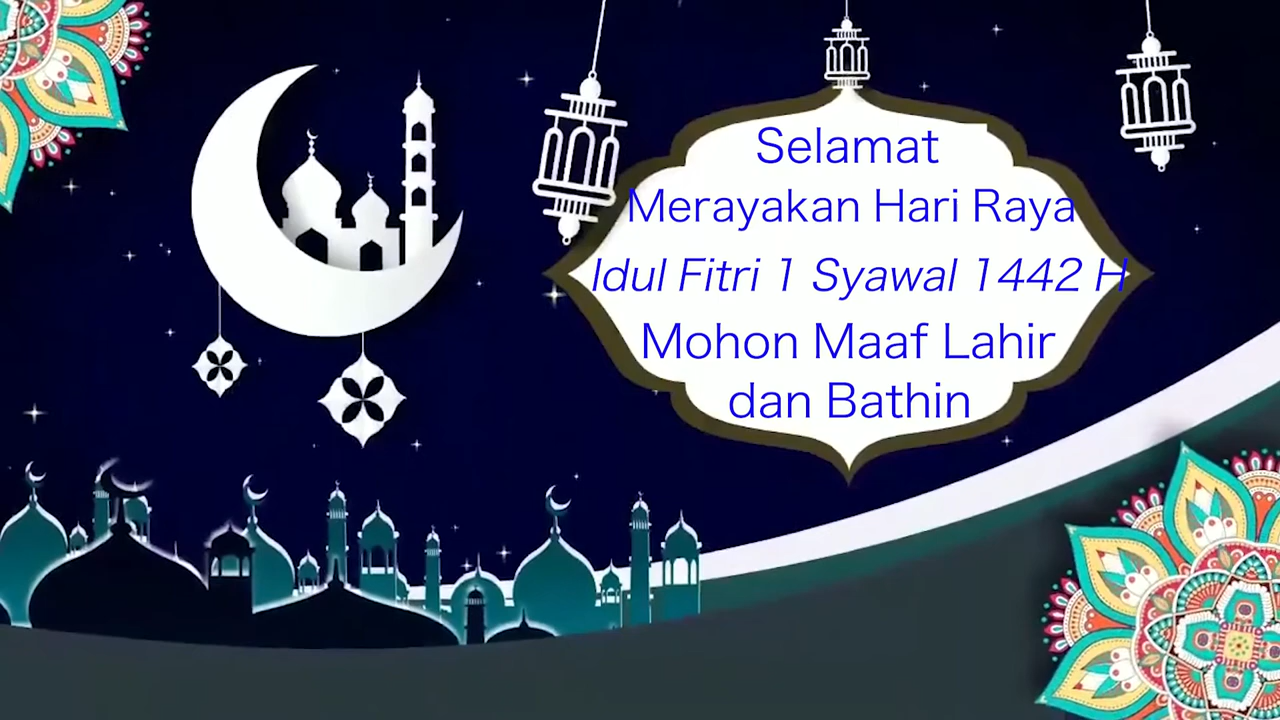 Selamat
Merayakan Hari Raya
Idul Fitri 1 Syawal 1442 H
Mohon Maaf Lahir
dan Bathin